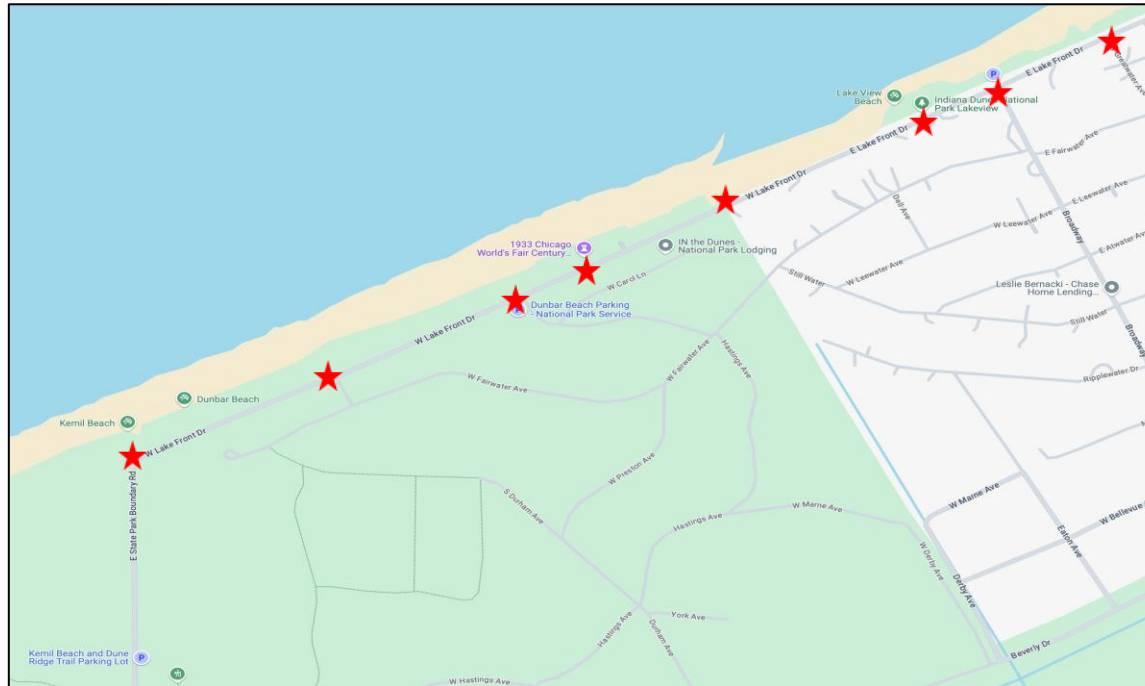 E Lake Front Dr
Greatwater Ave
P
Lake View
Beach
Indiana Dunes National
Park Lakeview
E Lake Front Dr
E Fairwater Ave
W Lake Front Dr
Dell Ave
E Leewater Ave
W Leewater Ave
Broadway
1933 Chicago
World's Fair Century...
IN the Dunes -
National Park Lodging
E Atwater Ave
Still Water
W Leewater Ave
W Carol Ln
Leslie Bernacki - Chase
Home Lending...
Dunbar Beach Parking
- National Park Service
Still Water
W Lake Front Dr
Hastings Ave
Broadway
W Fairwater Ave
Ripplewater Dr
W Fairwater Ave
Dunbar Beach
Kemil Beach
W Lake Front Dr
W Preston Ave
E State Park Boundary Rd
S Durham Ave
W Marne Ave
W Marne Ave
Hastings Ave
W Bellevue
Eaton Ave
W Derby Ave
Derby Ave
York Ave
Hastings Ave
Durham Ave
Beverly Dr
Kemil Beach and Dune
Ridge Trail Parking Lot
P
W Hastings Ave